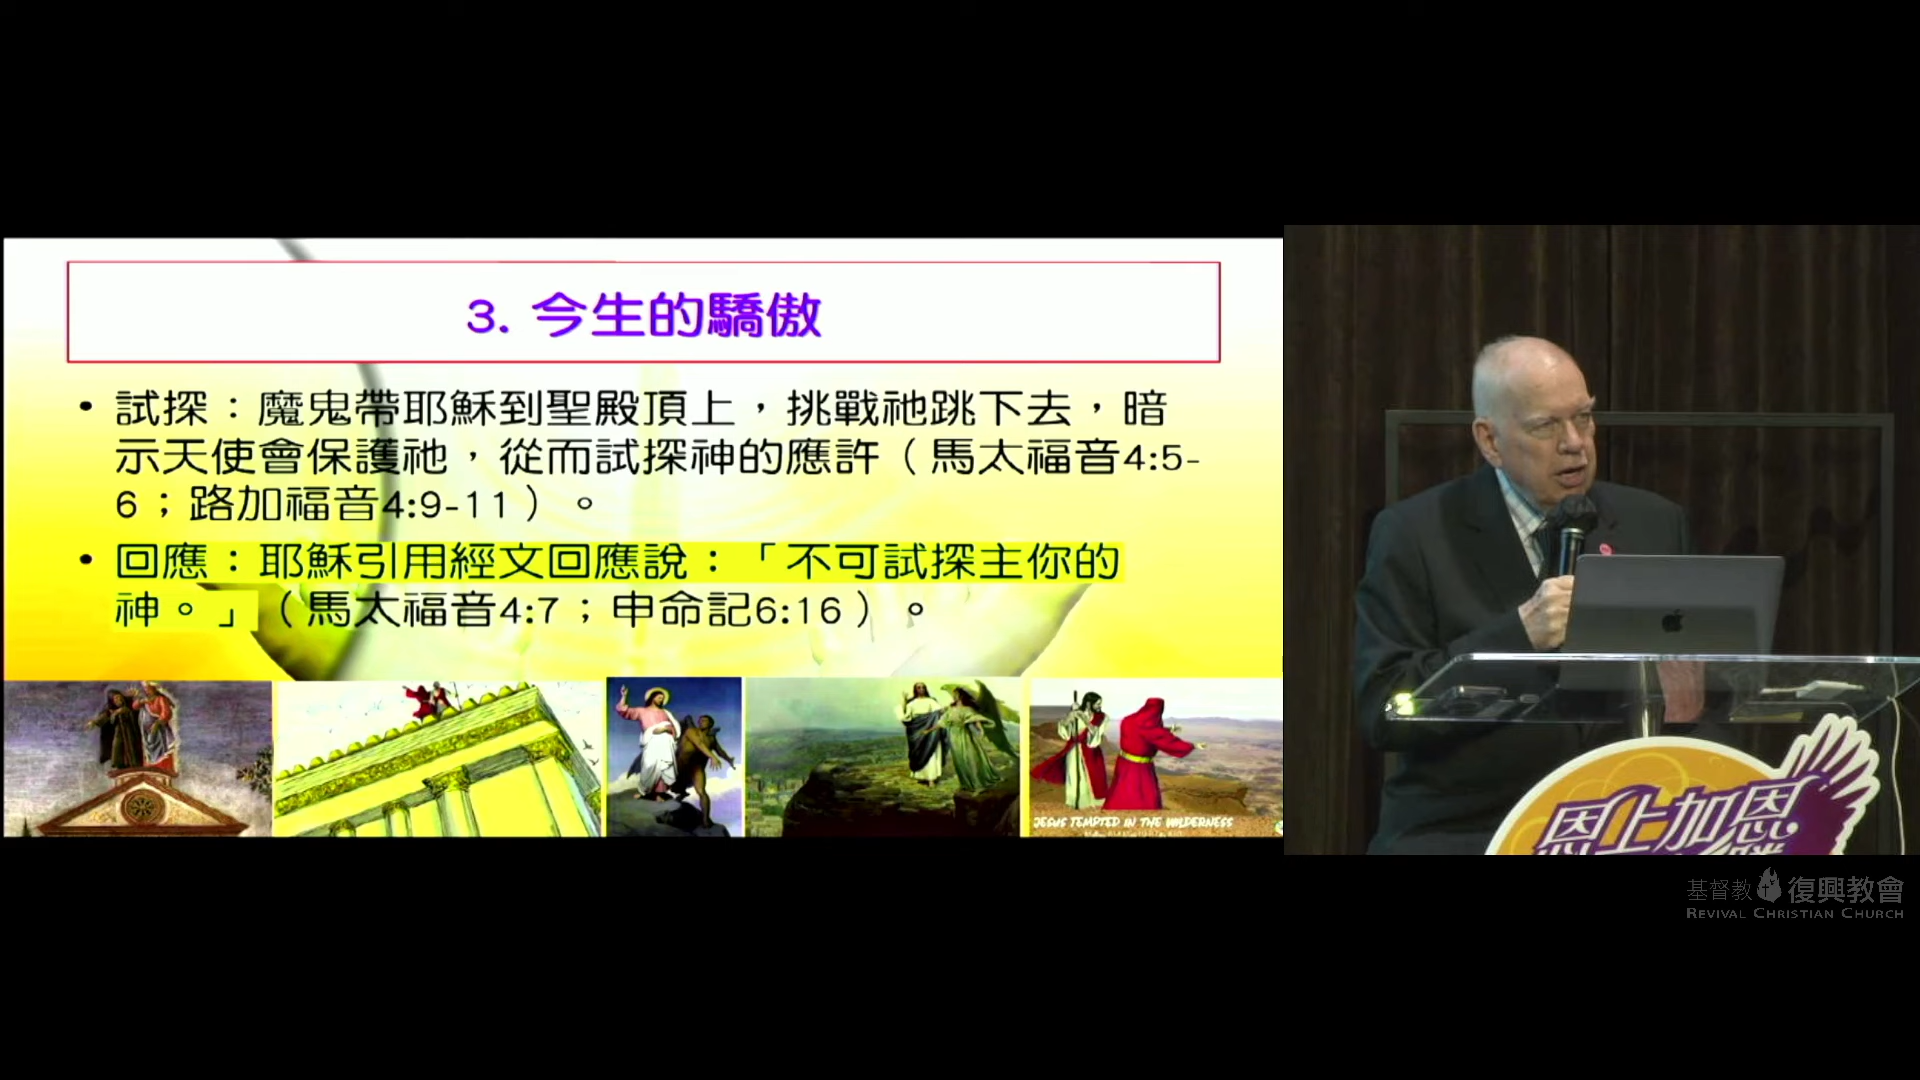 3. 今生的驕傲
• 試探：魔鬼帶耶穌到聖殿頂上，挑戰祂跳下去，暗
示天使會保護祂，從而試探神的應許（馬太福音4:5-
6；路加福音4:9-11）。
• 回應：耶穌引用經文回應說：「不可試探主你的
神。」（馬太福音4:7；申命記6:16）。
JESUS TEMPTED IN THE WILDERNESS
恩上加恩
基督教 復興教會
REVIVAL CHRISTIAN CHURCH